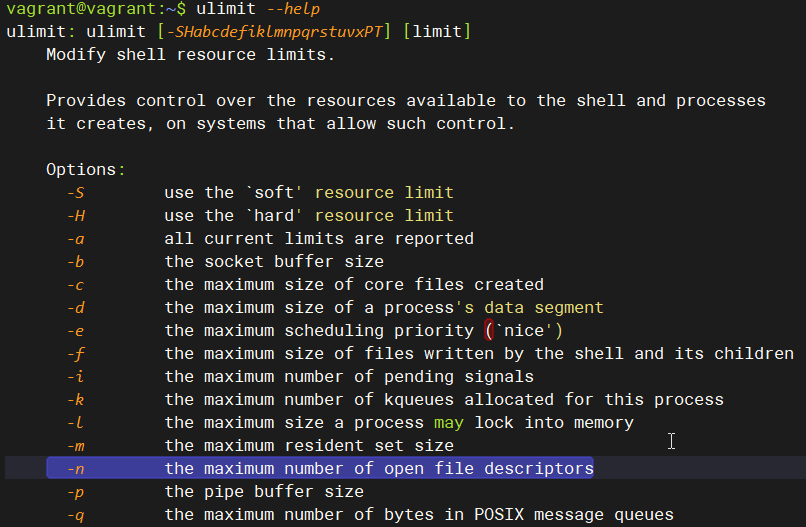 vagrant@vagrant:~$ ulimit --help
ulimit: ulimit [-SHabcdefiklmnpqrstuvxPT] [limit]
Modify shell resource limits.
Provides control over the resources available to the shell and processes
it creates, on systems that allow such control.
Options:
-S use the `soft' resource limit
-H use the `hard' resource limit
-a all current limits are reported
-b the socket buffer size
-c the maximum size of core files created
-d the maximum size of a process's data segment
-e the maximum scheduling priority (`nice')
-f the maximum size of files written by the shell and its children
-i the maximum number of pending signals
-k the maximum number of kqueues allocated for this process
-l the maximum size a process may lock into memory
-m the maximum resident set size
-n the maximum number of open file descriptors
-p the pipe buffer size
-q the maximum number of bytes in POSIX message queues